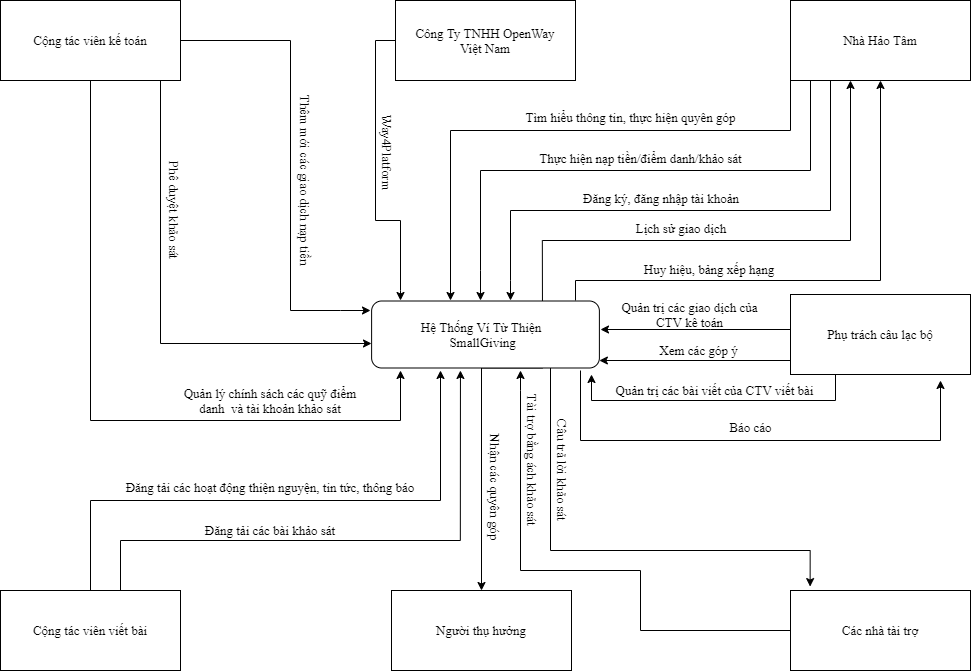 Cộng tác viên kế toán
Công Ty TNHH OpenWay
Việt Nam
Nhà Hảo Tâm
Thêm mới các giao dịch nạp tiền
Way4Platform
Phê duyệt khảo sát
Tìm hiểu thông tin, thực hiện quyên góp
Thực hiện nạp tiền/điểm danh/khảo sát
Đăng ký, đăng nhập tài khoản
Lịch sử giao dịch
Huy hiệu, bảng xếp hạng
Hệ Thống Ví Từ Thiện
SmallGiving
Quản trị các giao dịch của
CTV kê toán
Xem các góp ý
Phụ trách câu lạc bộ
Quản trị các bài viết của CTV viết bài
Báo cáo
Quản lý chính sách các quỹ điểm
danh và tài khoản khảo sát
Nhận các quyên góp
Tài trợ bằng ách khảo sát
Câu trả lời khảo sát
Đăng tải các hoạt động thiện nguyện, tin tức, thông báo
Đăng tải các bài khảo sát
Cộng tác viên viết bài
Người thụ hưởng
Các nhà tài trợ